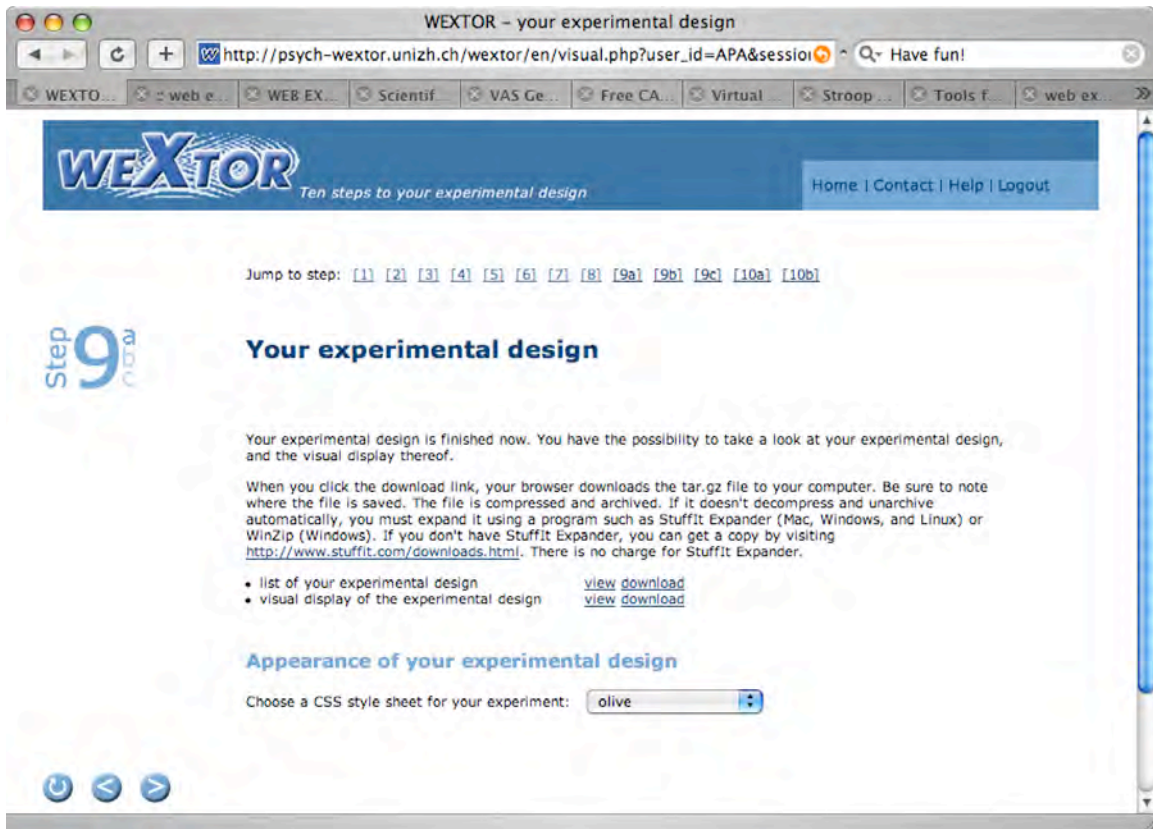 WEXTOR – your experimental design
http://psych-wextor.unizh.ch/wextor/en/visual.php?user_id=APA&session
Have fun!
WEXTO... :: web e... WEB EX... Scientif... VAS Ge... Free CA... Virtual ... Stroop ... Tools f... web ex...
WEXTOR
Ten steps to your experimental design
Home | Contact | Help | Logout
Jump to step: [1] [2] [3] [4] [5] [6] [7] [8] [9a] [9b] [9c] [10a] [10b]
Step 9 a b c
Your experimental design
Your experimental design is finished now. You have the possibility to take a look at your experimental design,
and the visual display thereof.
When you click the download link, your browser downloads the tar.gz file to your computer. Be sure to note
where the file is saved. The file is compressed and archived. If it doesn't decompress and unarchive
automatically, you must expand it using a program such as StuffIt Expander (Mac, Windows, and Linux) or
WinZip (Windows). If you don't have StuffIt Expander, you can get a copy by visiting
http://www.stuffit.com/downloads.html. There is no charge for StuffIt Expander.
• list of your experimental design view download
• visual display of the experimental design view download
Appearance of your experimental design
Choose a CSS style sheet for your experiment: olive